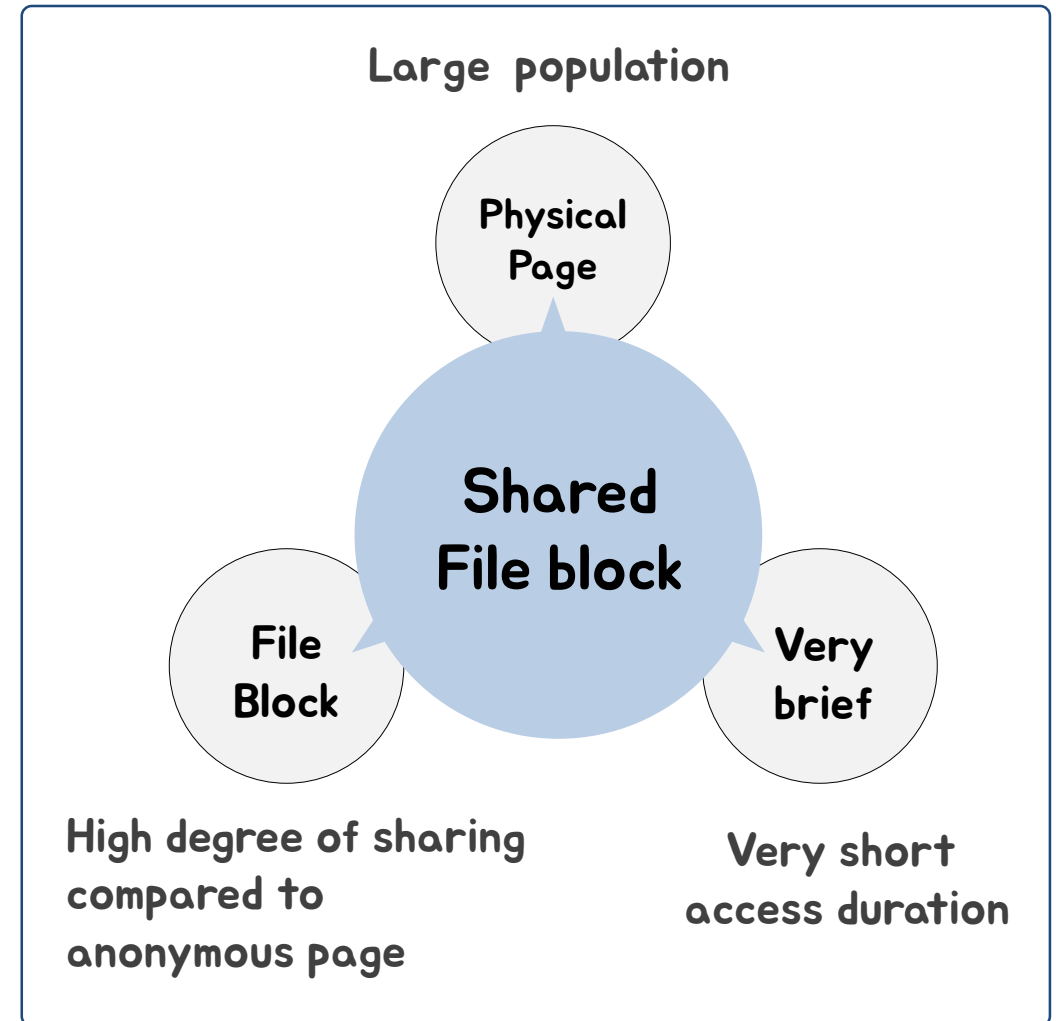 Large population
Physical
Page
Shared
File block
File
Block
Very
brief
High degree of sharing
compared to
anonymous page
Very short
access duration